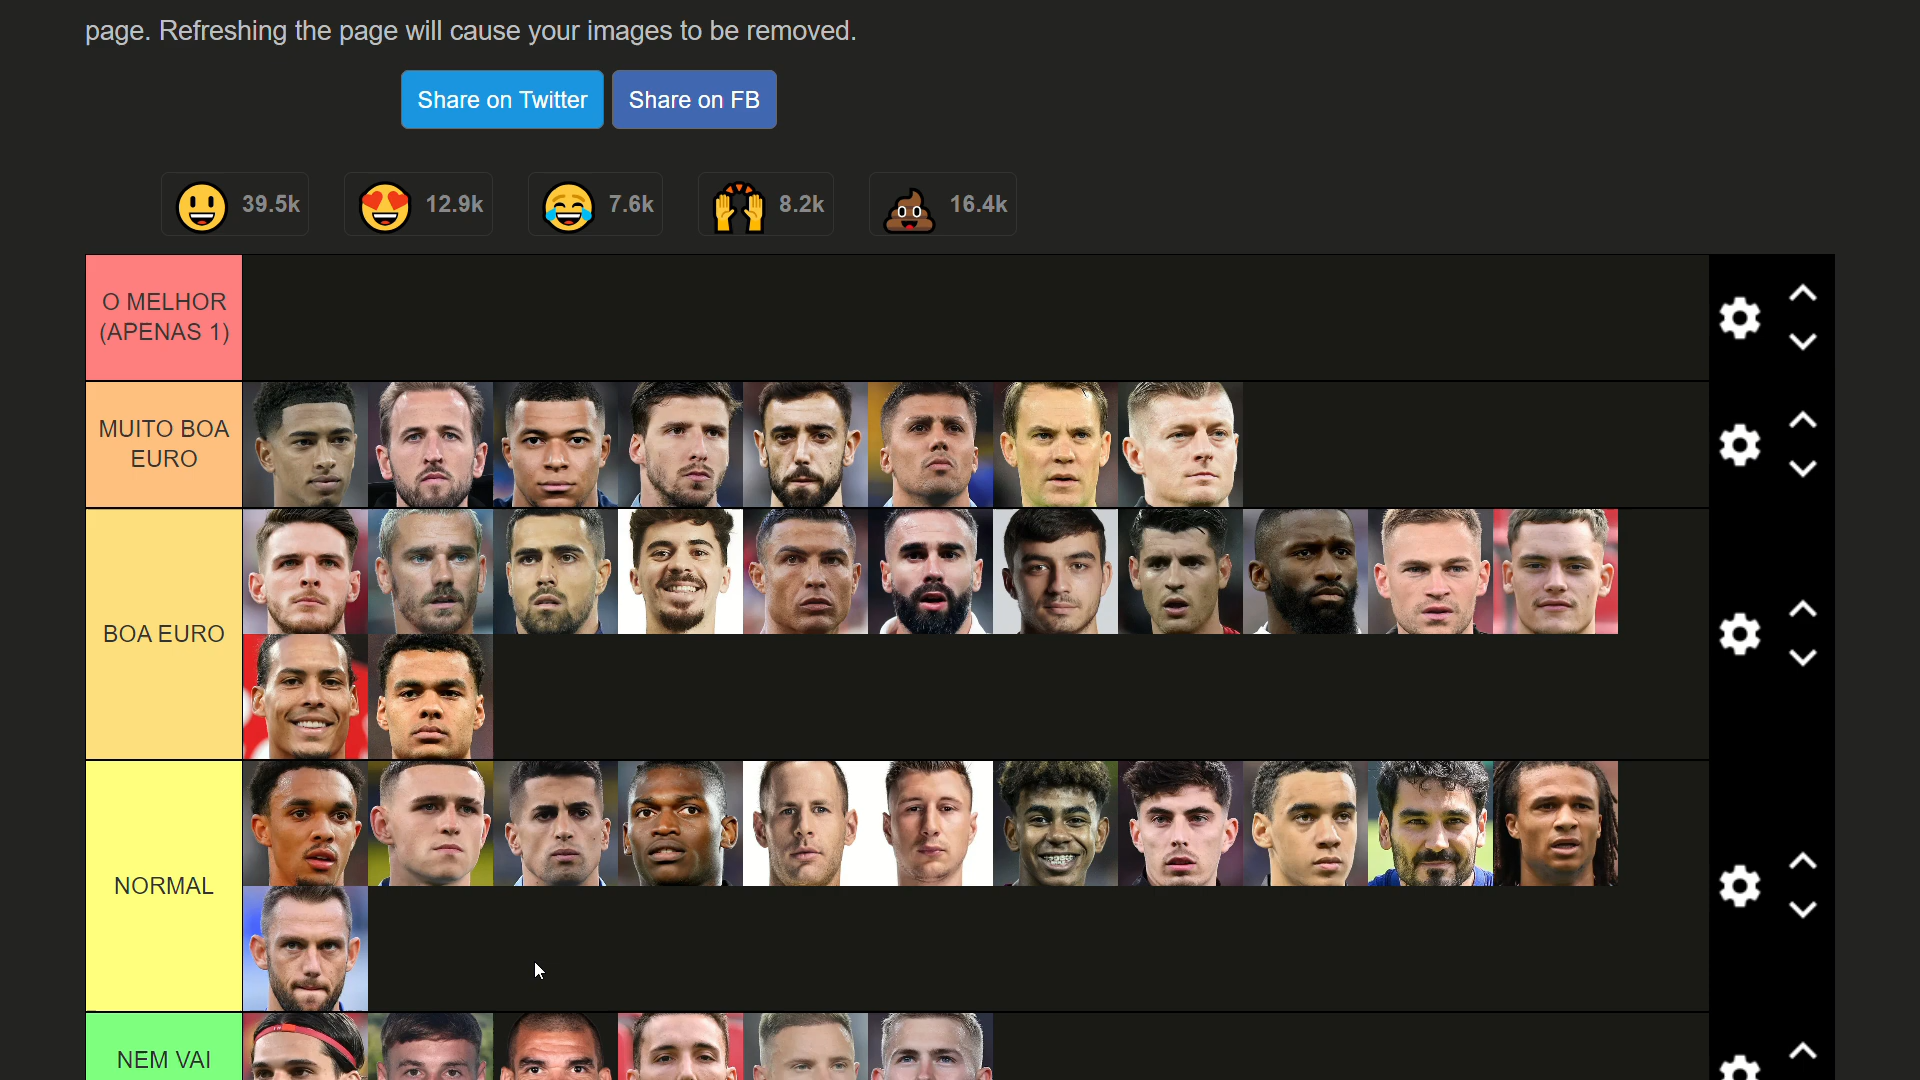 page. Refreshing the page will cause your images to be removed.
Share on Twitter Share on FB
39.5k 12.9k 7.6k 8.2k 16.4k
O MELHOR
(APENAS 1)
MUITO BOA
EURO
BOA EURO
NORMAL
NEM VAI